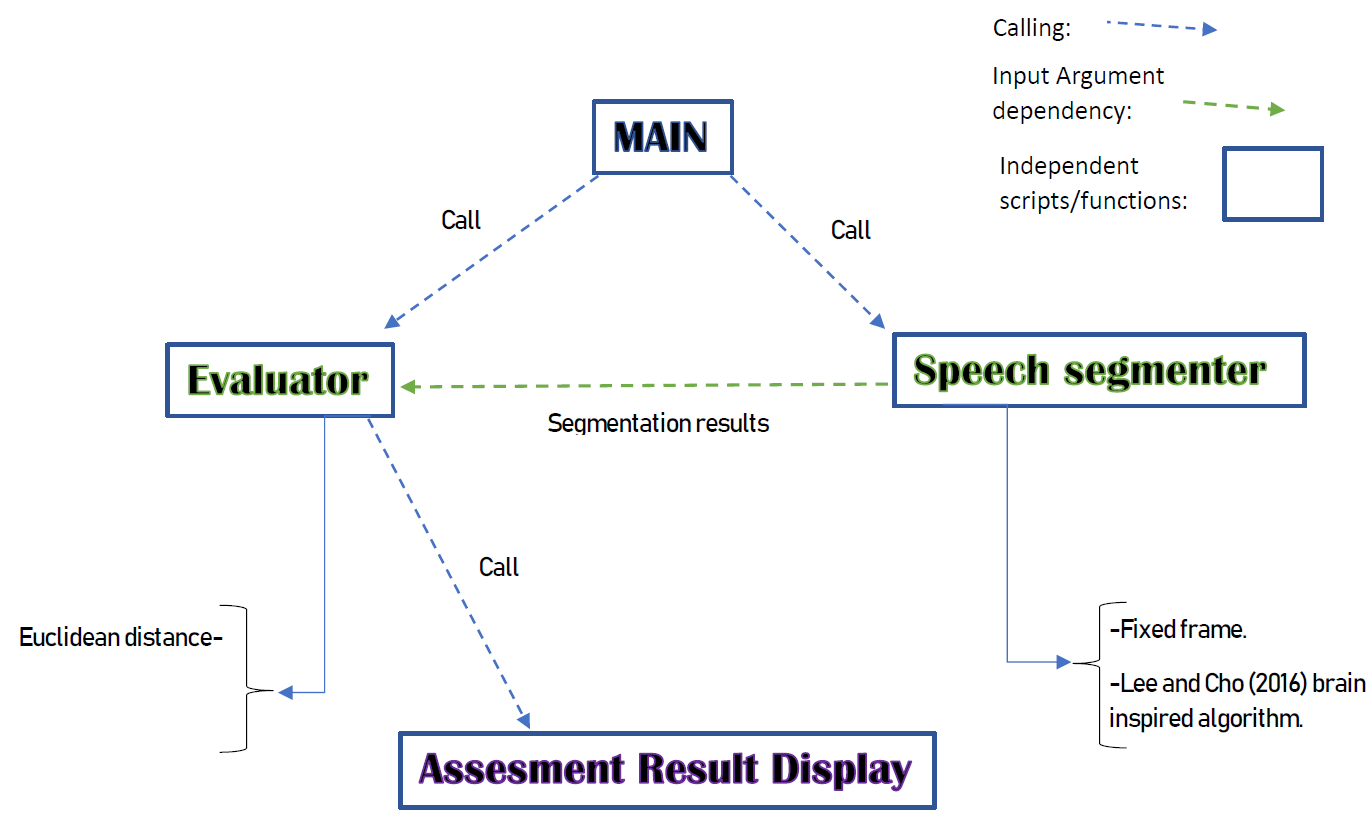 Calling:
Input Argument
dependency:
MAIN
Independent
scripts/functions:
Call
Call
Evaluator
Speech segmenter
Segmentation results
Call
Euclidean distance-
-Fixed frame.
-Lee and Cho (2016) brain
inspired algorithm.
Assesment Result Display